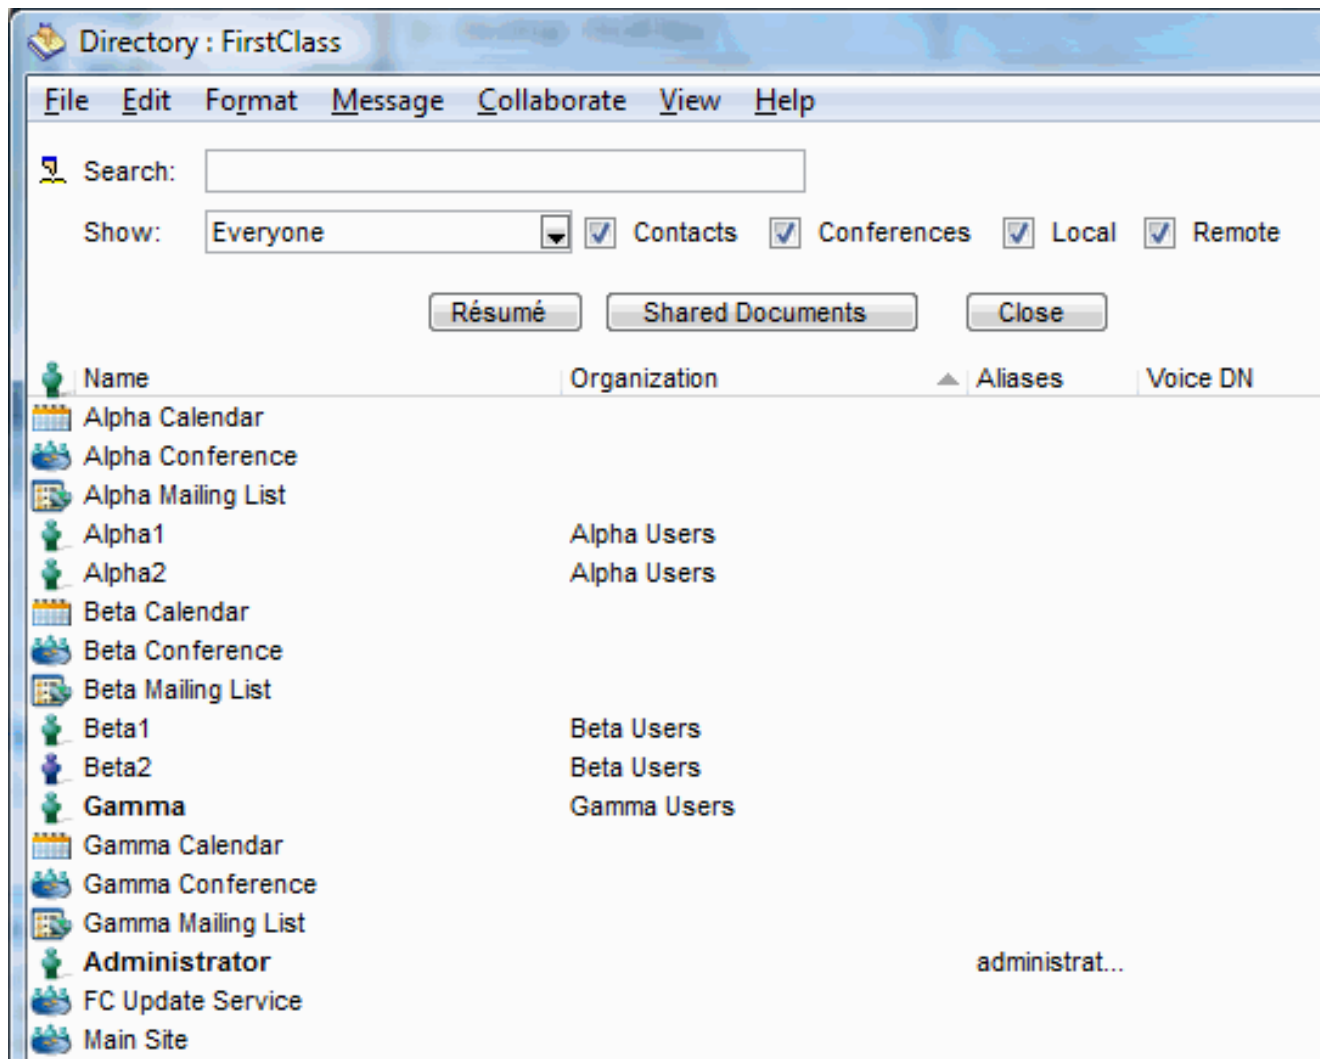 Directory : FirstClass
File Edit Format Message Collaborate View Help
Search:
Show: Everyone Contacts Conferences Local Remote
Résumé Shared Documents Close
Name Organization Aliases Voice DN
Alpha Calendar
Alpha Conference
Alpha Mailing List
Alpha1 Alpha Users
Alpha2 Alpha Users
Beta Calendar
Beta Conference
Beta Mailing List
Beta1 Beta Users
Beta2 Beta Users
Gamma Gamma Users
Gamma Calendar
Gamma Conference
Gamma Mailing List
Administrator administrat...
FC Update Service
Main Site